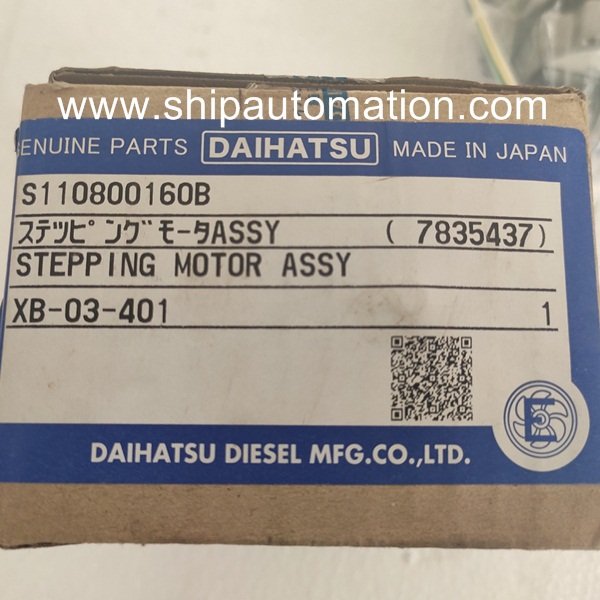 www.shipautomation.com
ENUINE PARTS DAIHATSU MADE IN JAPAN
S110800160B
ｽﾃｯﾋﾟﾝｸﾞﾓｰﾀASSY ( 7835437)
STEPPING MOTOR ASSY
XB-03-401 1
E
DAIHATSU DIESEL MFG.CO.,LTD.